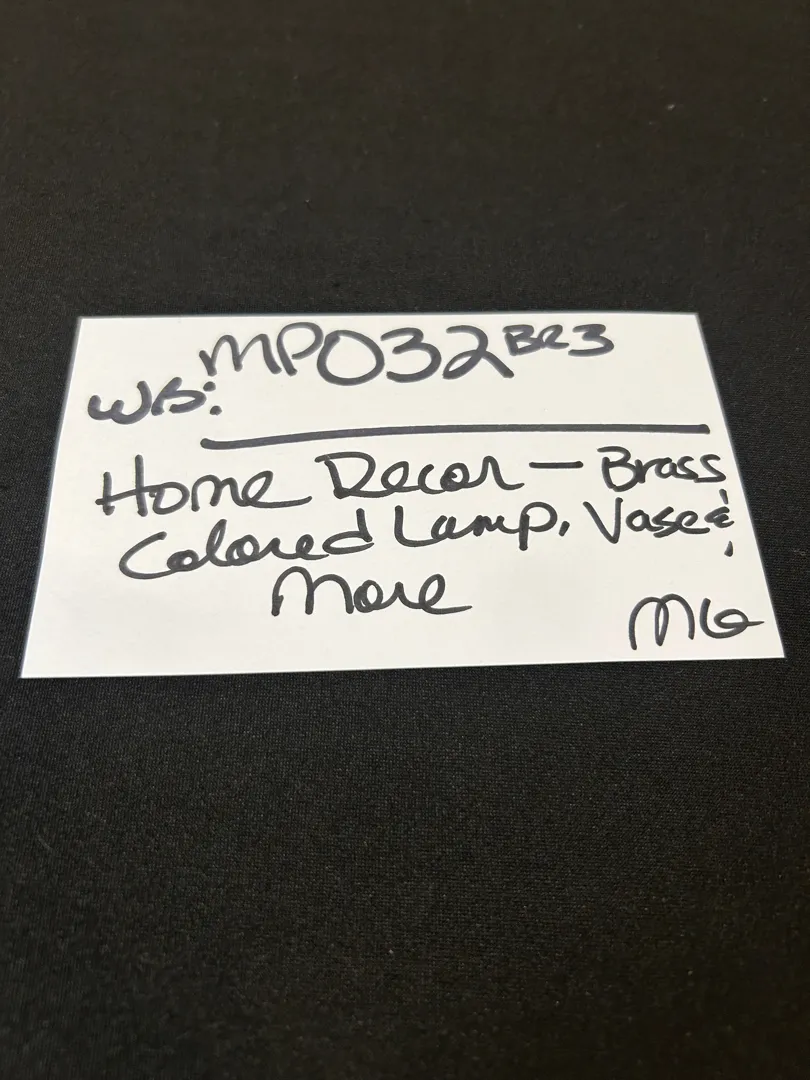 MP032 BR3
WB:
Home Decor - Brass
Colored Lamp, Vase &
More
MG